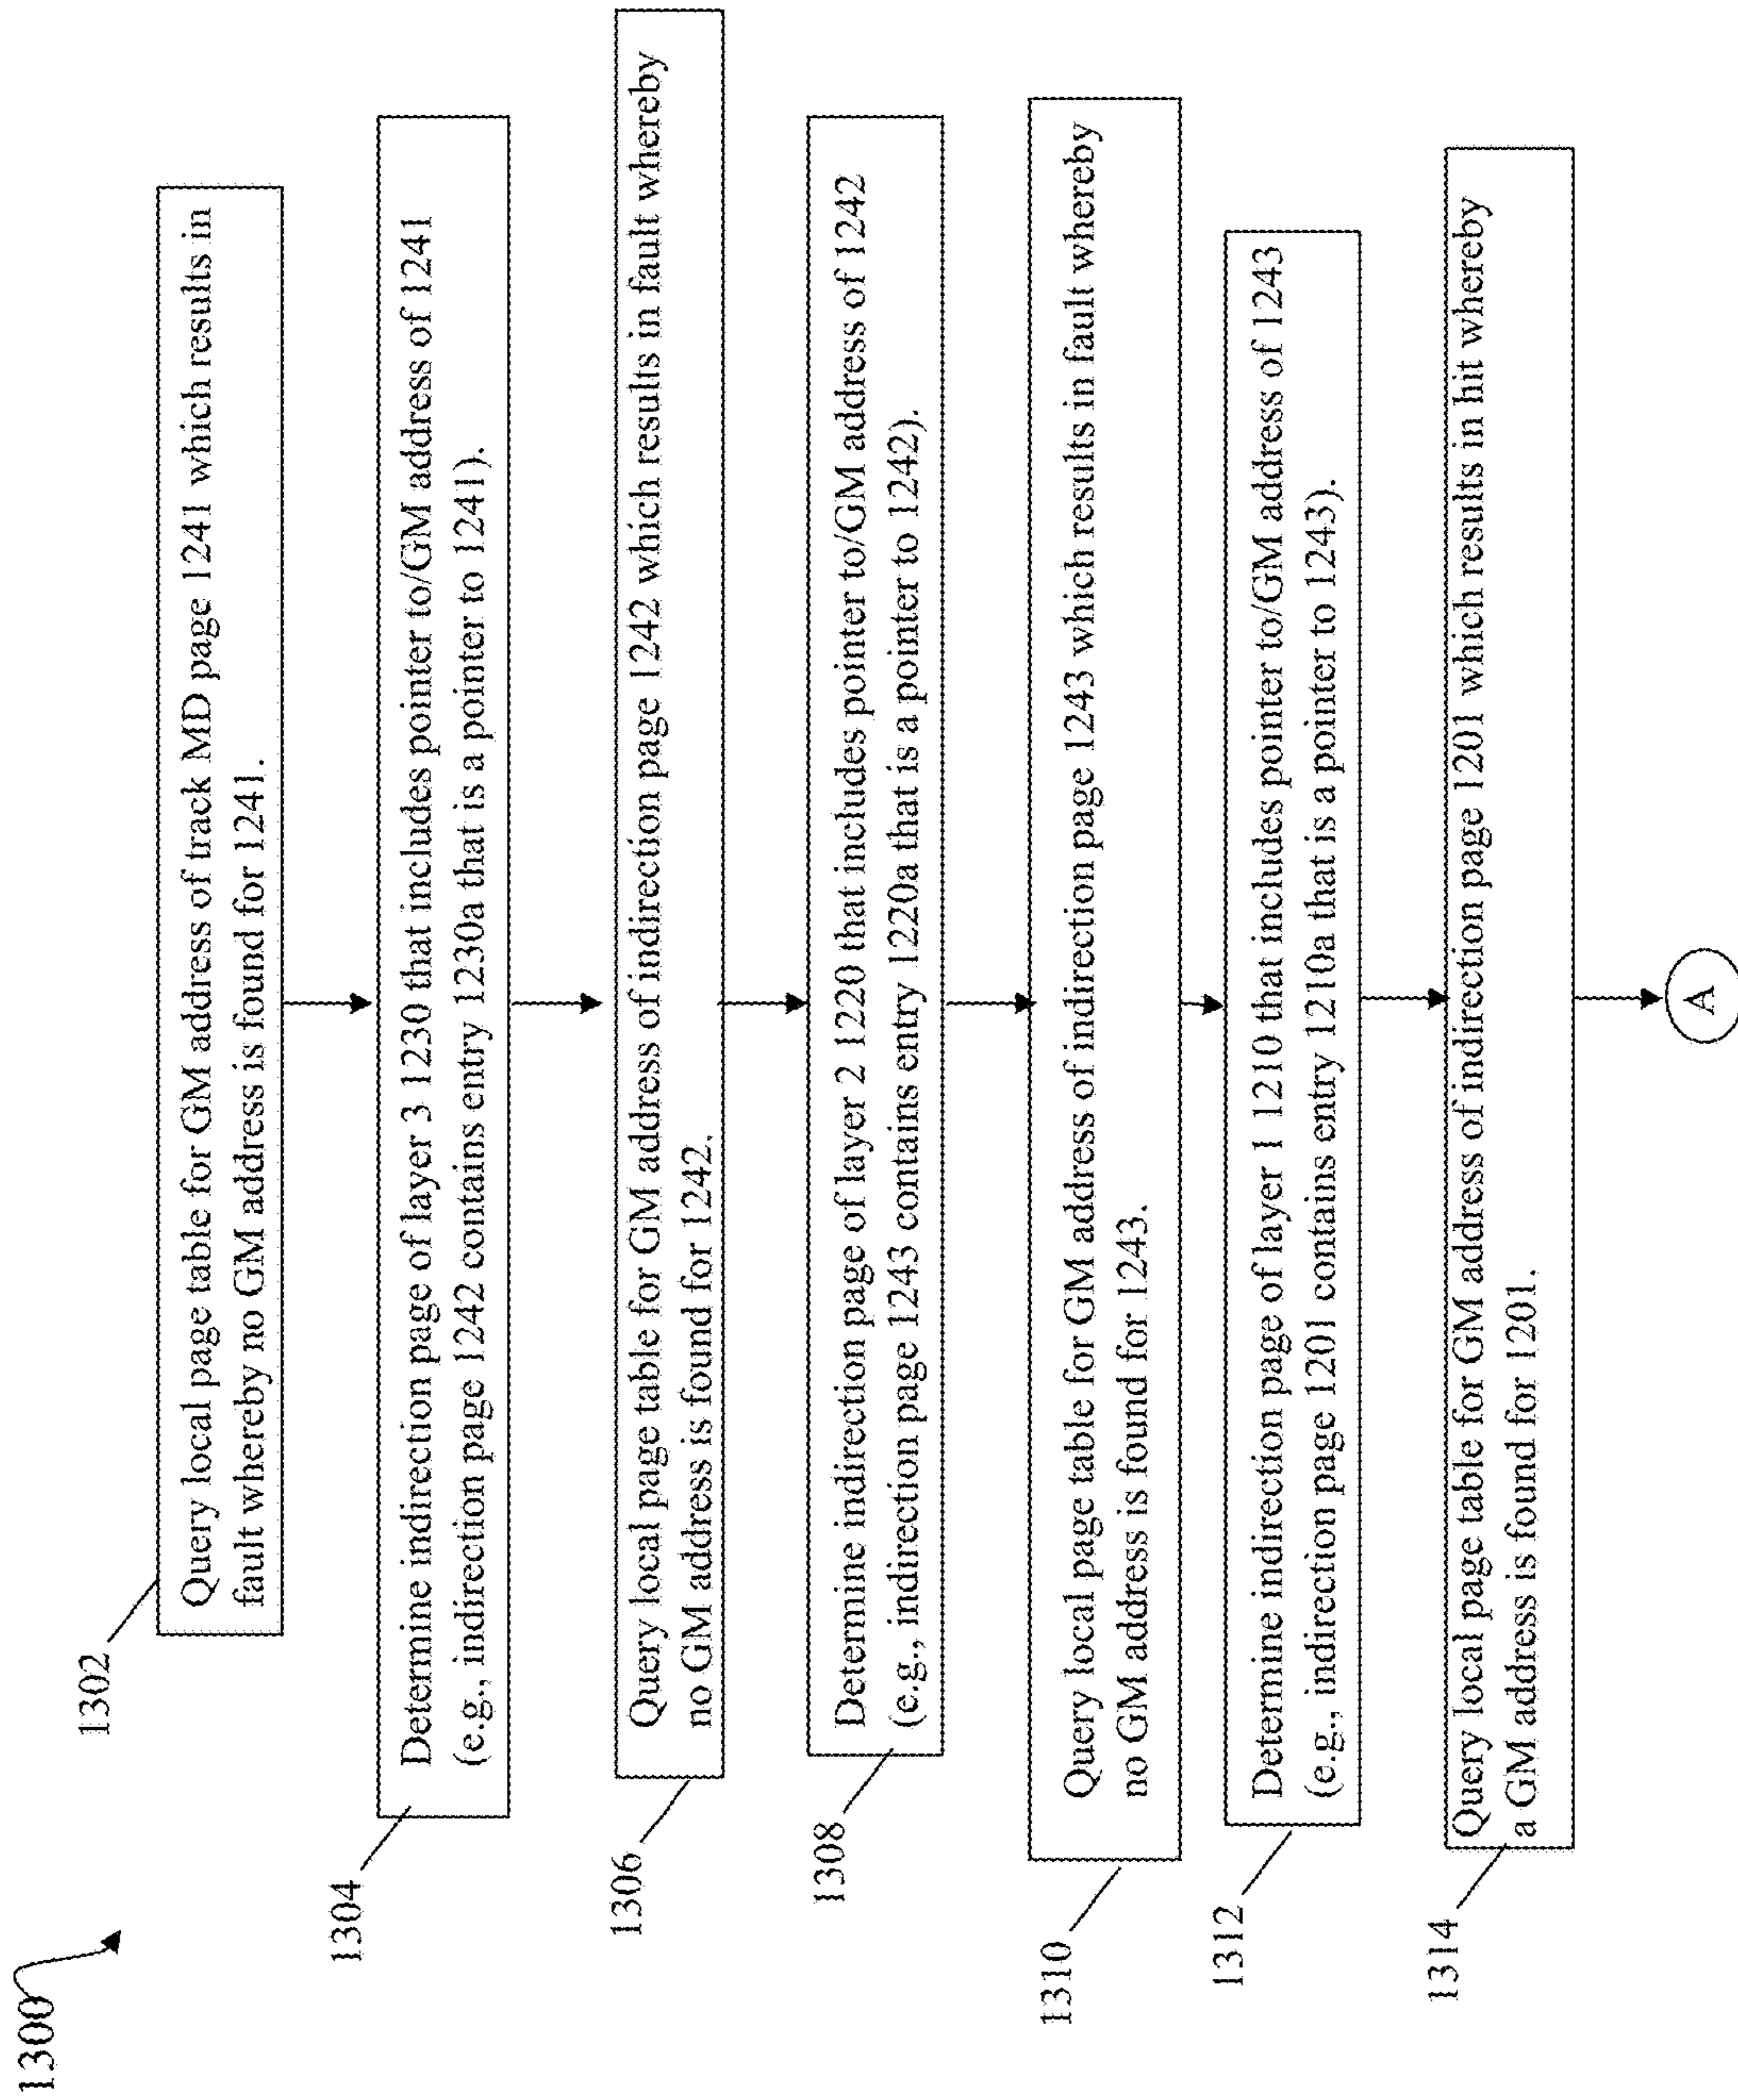 1300
1302
Query local page table for GM address of track MD page 1241 which results in
fault whereby no GM address is found for 1241.
1304
Determine indirection page of layer 3 1230 that includes pointer to/GM address of 1241
(e.g., indirection page 1242 contains entry 1230a that is a pointer to 1241).
1306
Query local page table for GM address of indirection page 1242 which results in fault whereby
no GM address is found for 1242.
1308
Determine indirection page of layer 2 1220 that includes pointer to/GM address of 1242
(e.g., indirection page 1243 contains entry 1220a that is a pointer to 1242).
1310
Query local page table for GM address of indirection page 1243 which results in fault whereby
no GM address is found for 1243.
1312
Determine indirection page of layer 1 1210 that includes pointer to/GM address of 1243
(e.g., indirection page 1201 contains entry 1210a that is a pointer to 1243).
1314
Query local page table for GM address of indirection page 1201 which results in hit whereby
a GM address is found for 1201.
A